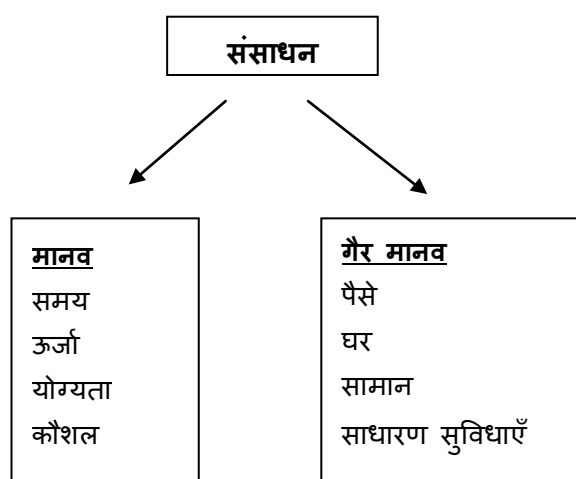 संसाधन
मानव
समय
ऊर्जा
योग्यता
कौशल
गैर मानव
पैसे
घर
सामान
साधारण सुविधाएँ